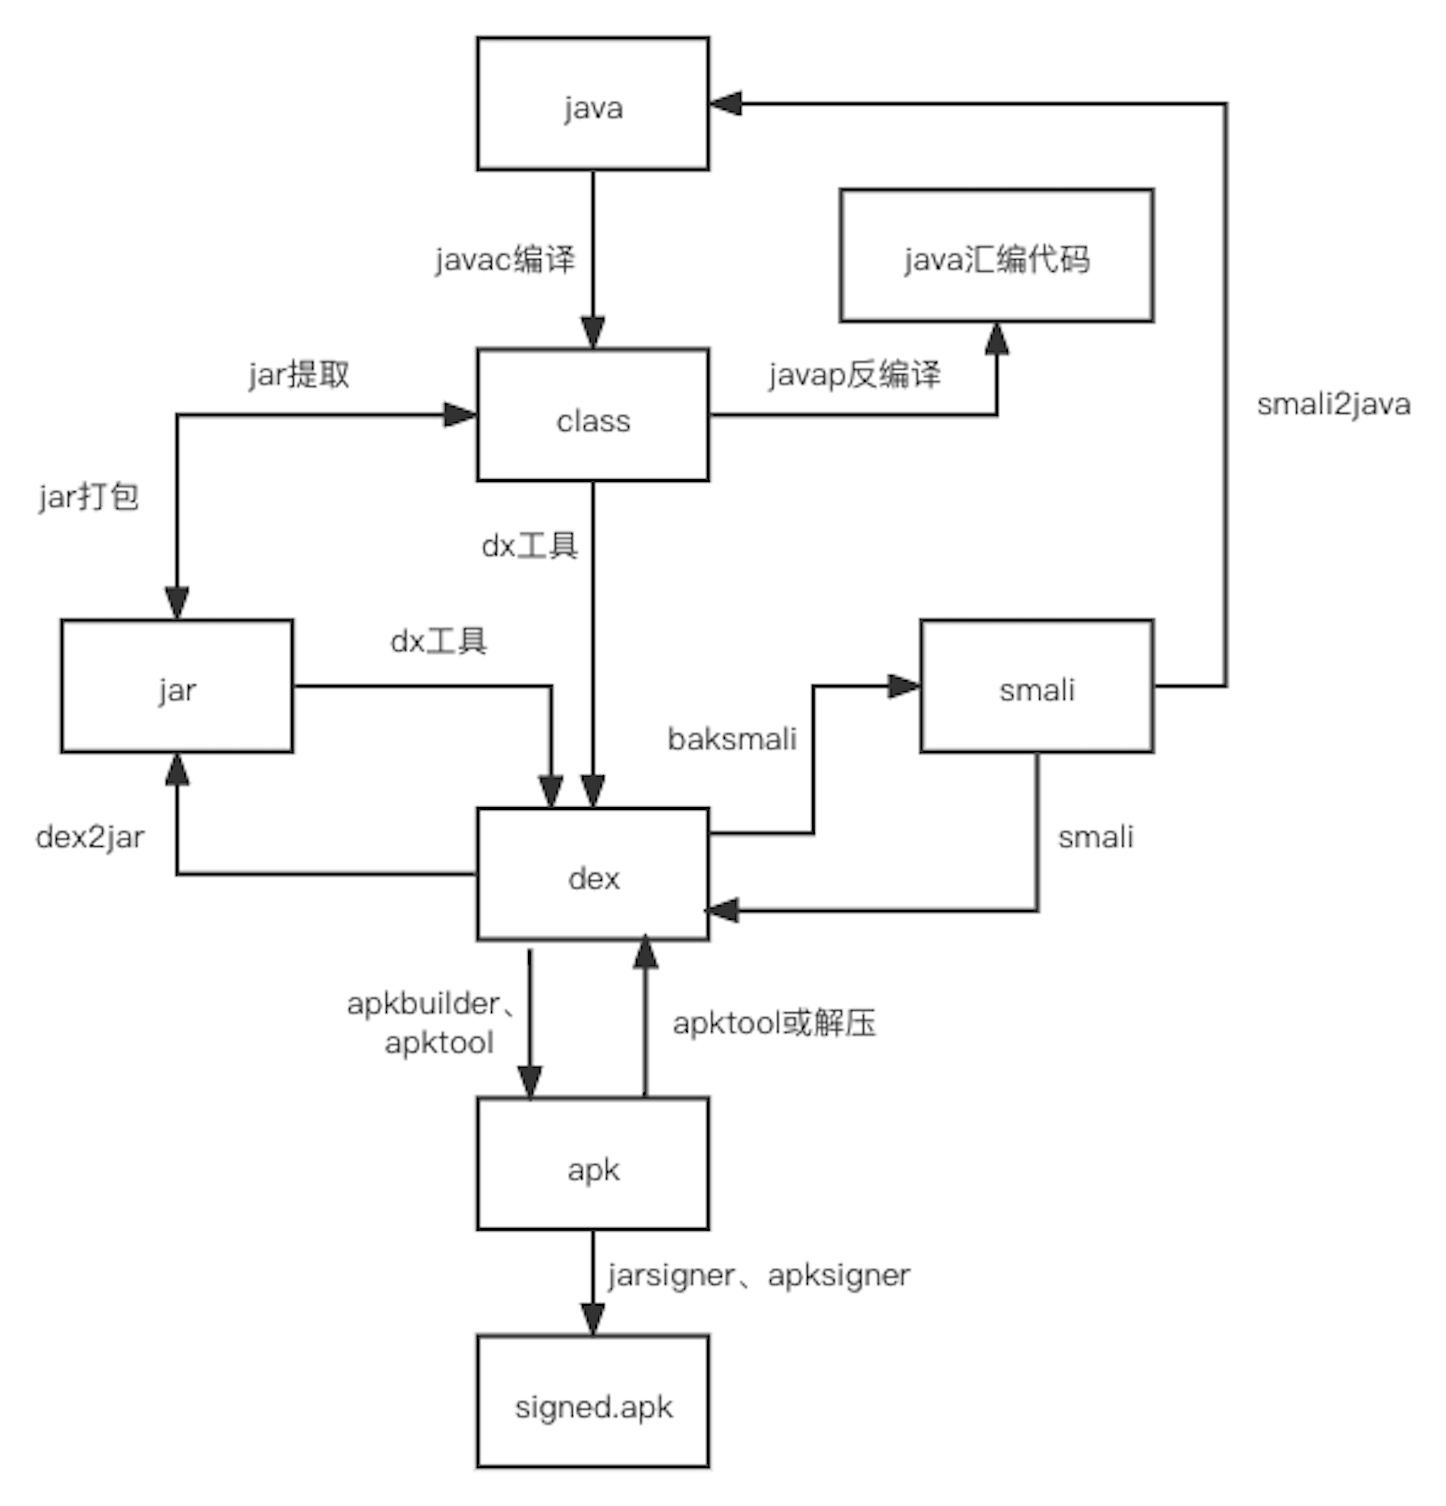 java
javac编译
java汇编代码
jar提取
javap反编译
smali2java
class
jar打包
dx工具
dx工具
jar
smali
baksmali
dex2jar
smali
dex
apkbuilder、
apktool
apktool或解压
apk
jarsigner、apksigner
signed.apk